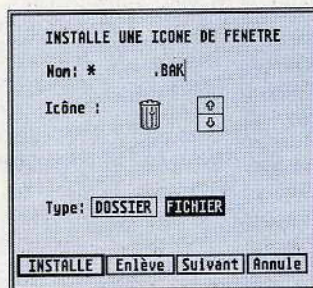 INSTALLE UNE ICONE DE FENETRE
Nom: * .BAK
Icône :
Type: DOSSIER FICHIER
INSTALLE Enlève Suivant Annule